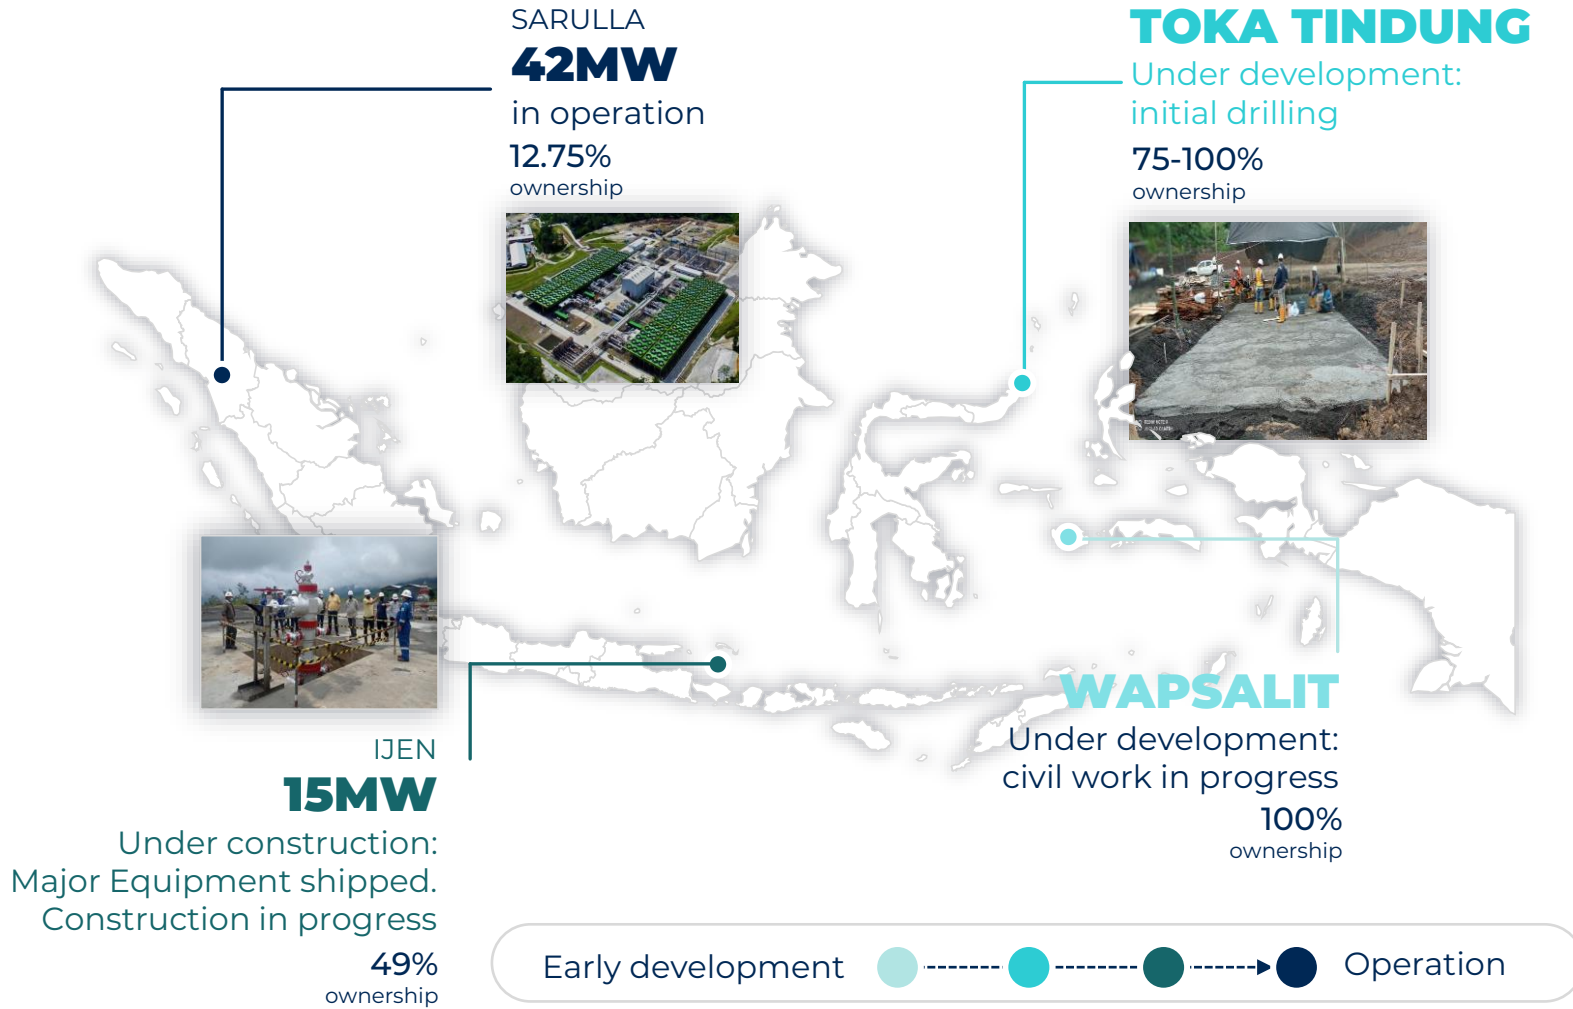 SARULLA
42MW
in operation
12.75%
ownership
TOKA TINDUNG
Under development:
initial drilling
75-100%
ownership
IJEN
15MW
Under construction:
Major Equipment shipped.
Construction in progress
49%
ownership
WAPSALIT
Under development:
civil work in progress
100%
ownership
Early development
Operation